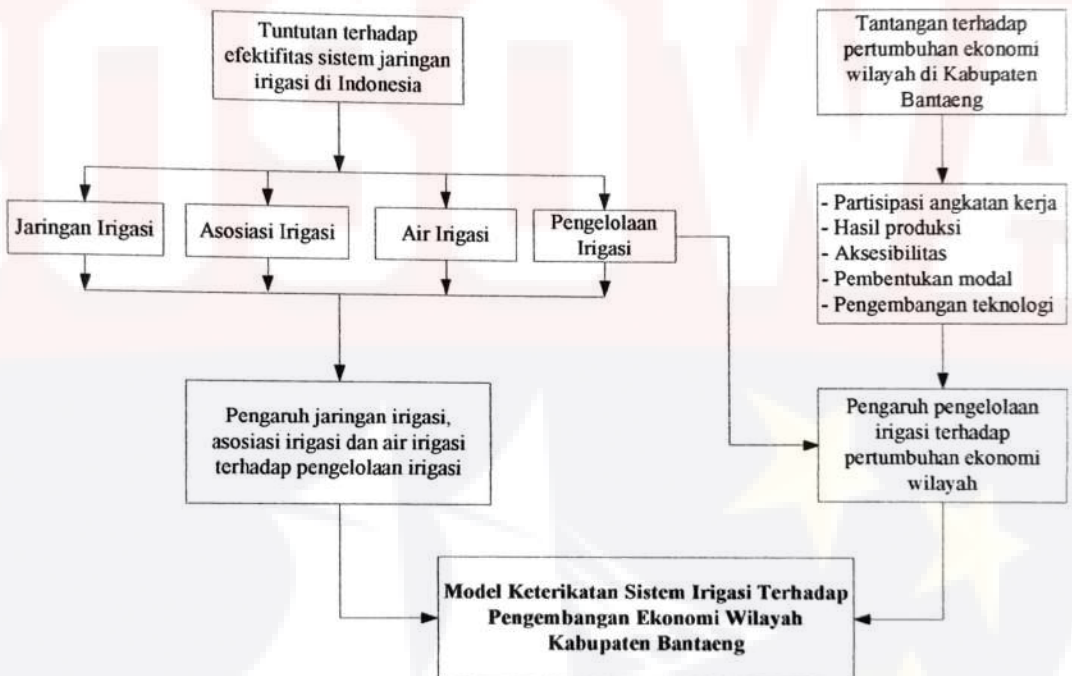 Tuntutan terhadap
efektifitas sistem jaringan
irigasi di Indonesia
Tantangan terhadap
pertumbuhan ekonomi
wilayah di Kabupaten
Bantaeng
Jaringan Irigasi
Asosiasi Irigasi
Air Irigasi
Pengelolaan
Irigasi
- Partisipasi angkatan kerja
- Hasil produksi
- Aksesibilitas
- Pembentukan modal
- Pengembangan teknologi
Pengaruh jaringan irigasi,
asosiasi irigasi dan air irigasi
terhadap pengelolaan irigasi
Pengaruh pengelolaan
irigasi terhadap
pertumbuhan ekonomi
wilayah
Model Keterikatan Sistem Irigasi Terhadap
Pengembangan Ekonomi Wilayah
Kabupaten Bantaeng